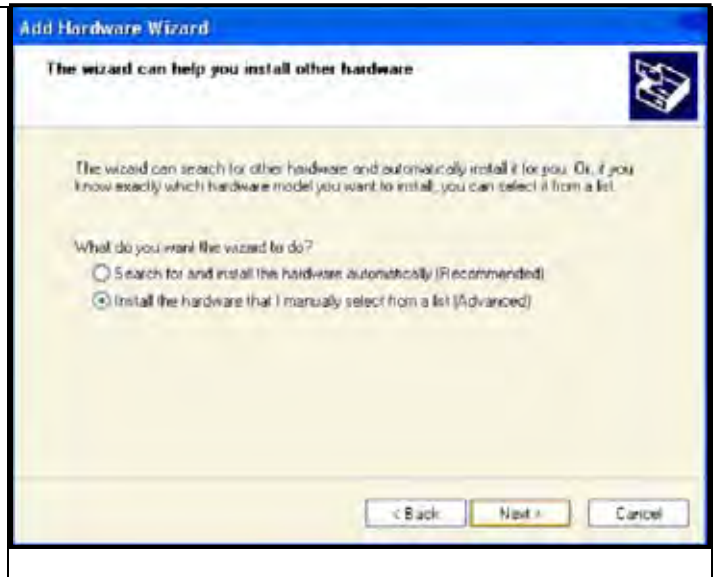 Add Hardware Wizard
The wizard can help you install other hardware
The wizard can search for other hardware and automatically install it for you. Or, if you
know exactly which hardware model you want to install, you can select it from a list.
What do you want the wizard to do?
Search for and install the hardware automatically (Recommended)
Install the hardware that I manually select from a list (Advanced)
< Back
Next >
Cancel